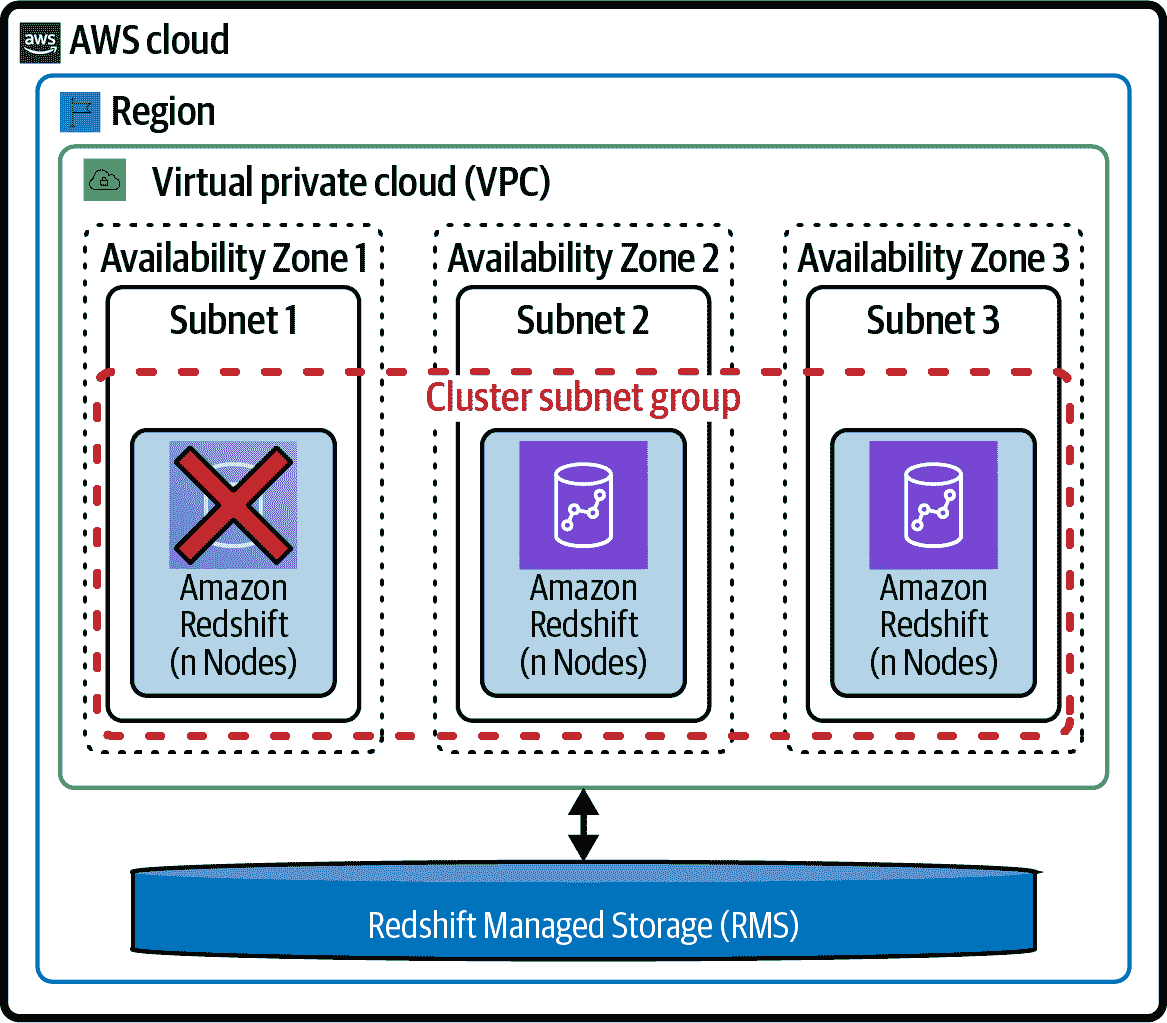 aws
AWS cloud
Region
Virtual private cloud (VPC)
Availability Zone 1
Availability Zone 2
Availability Zone 3
Subnet 1
Subnet 2
Subnet 3
Cluster subnet group
Amazon
Redshift
(n Nodes)
Amazon
Redshift
(n Nodes)
Amazon
Redshift
(n Nodes)
Redshift Managed Storage (RMS)